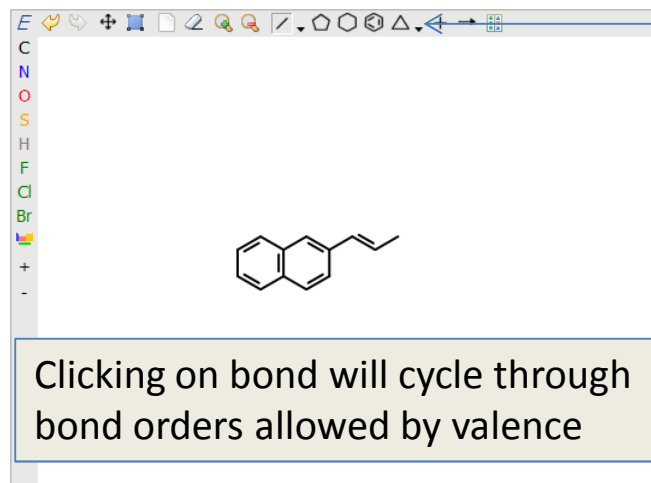 E
C
N
O
S
H
F
Cl
Br
+
-
Clicking on bond will cycle through
bond orders allowed by valence